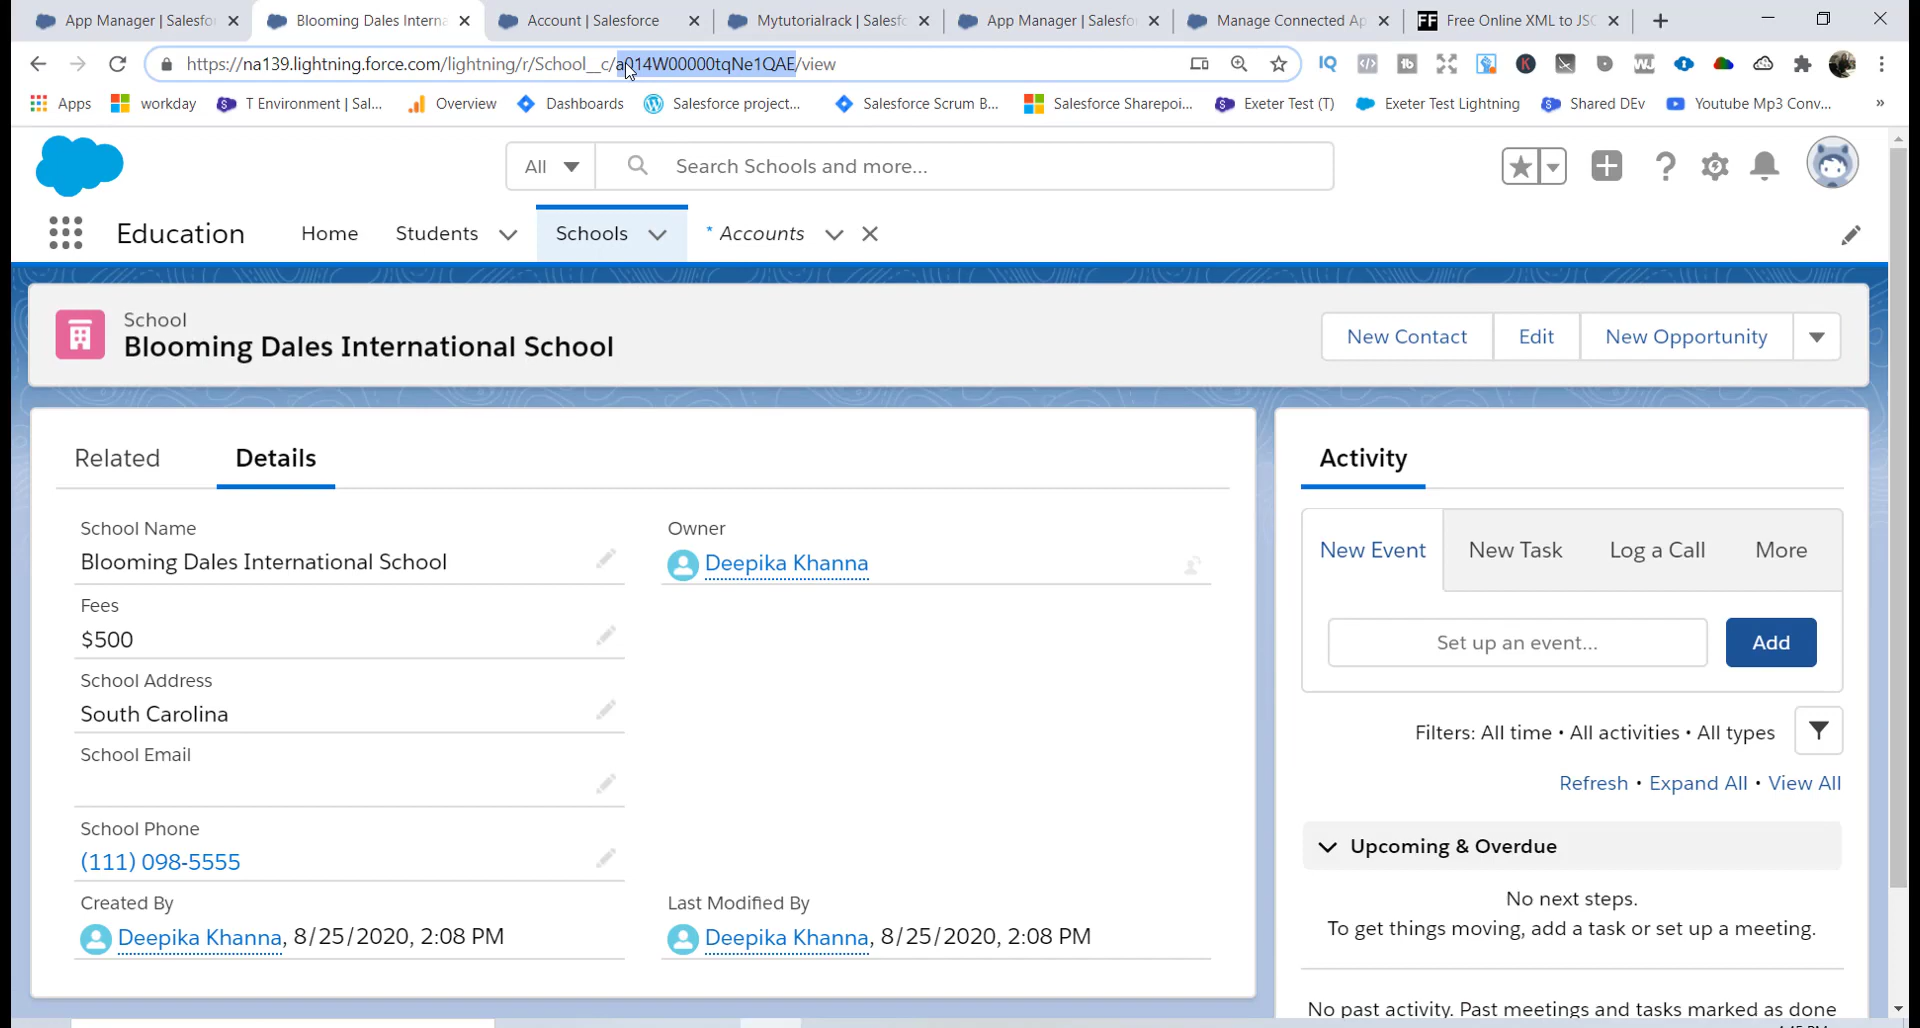 App Manager | Salesfo
Blooming Dales Interna
Account | Salesforce
Mytutorialrack | Salesfo
App Manager | Salesfo
Manage Connected Ap
FF Free Online XML to JSO
https://na139.lightning.force.com/lightning/r/School__c/a014W00000tqNe1QAE/view
IQ
Apps
workday
T Environment | Sal...
Overview
Dashboards
Salesforce project...
Salesforce Scrum B...
Salesforce Sharepoi...
Exeter Test (T)
Exeter Test Lightning
Shared DEv
Youtube Mp3 Conv...
»
All
Search Schools and more...
Education
Home
Students
Schools
* Accounts
School
Blooming Dales International School
New Contact
Edit
New Opportunity
Related
Details
School Name
Blooming Dales International School
Owner
Deepika Khanna
Fees
$500
School Address
South Carolina
School Email
School Phone
(111) 098-5555
Created By
Deepika Khanna, 8/25/2020, 2:08 PM
Last Modified By
Deepika Khanna, 8/25/2020, 2:08 PM
Activity
New Event
New Task
Log a Call
More
Set up an event...
Add
Filters: All time • All activities • All types
Refresh • Expand All • View All
Upcoming & Overdue
No next steps.
To get things moving, add a task or set up a meeting.
No past activity. Past meetings and tasks marked as done